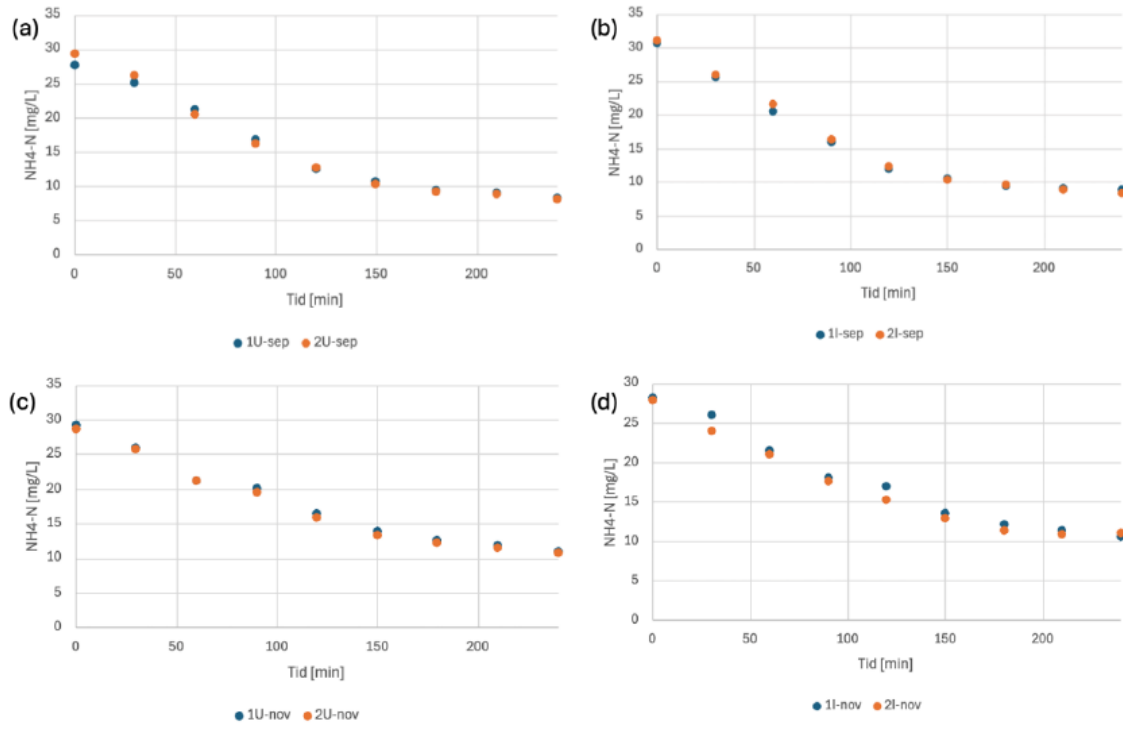 (a)
35
30
25
20
15
10
5
0
NH4-N [mg/L]
0 50 100 150 200
Tid [min]
1U-sep 2U-sep
(b)
35
30
25
20
15
10
5
0
NH4-N [mg/L]
0 50 100 150 200
Tid [min]
1I-sep 2I-sep
(c)
35
30
25
20
15
10
5
0
NH4-N [mg/L]
0 50 100 150 200
Tid [min]
1U-nov 2U-nov
(d)
30
25
20
15
10
5
0
NH4-N [mg/L]
0 50 100 150 200
Tid [min]
1I-nov 2I-nov